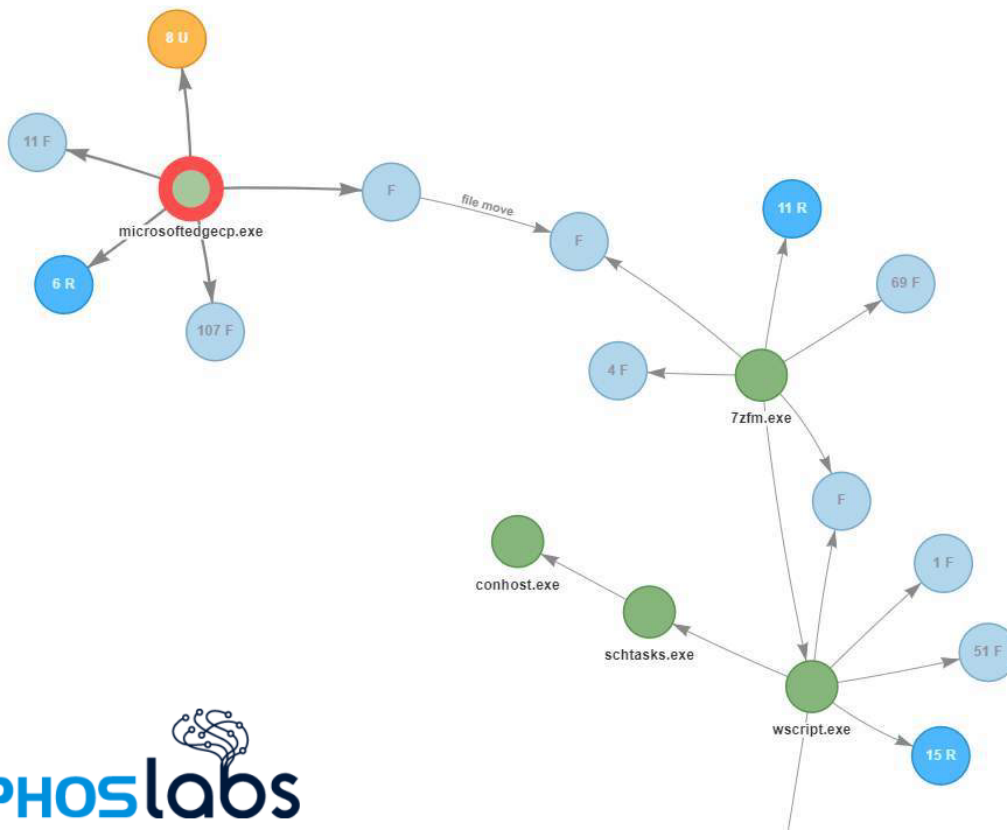 8 U
11 F
F
file move
microsoftedgecp.exe
F
11 R
6 R
107 F
69 F
4 F
7zfm.exe
F
conhost.exe
1 F
schtasks.exe
51 F
wscript.exe
15 R
PHOSlabs